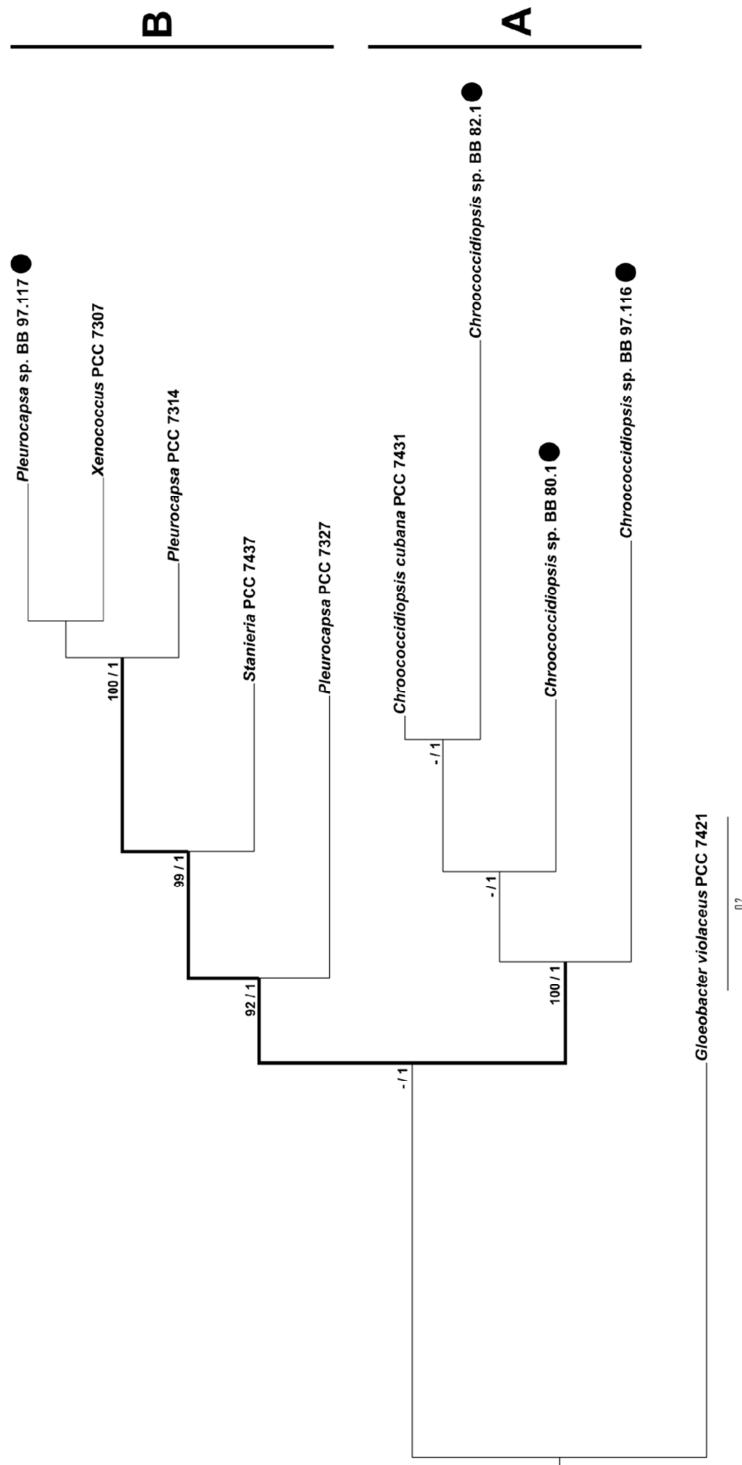 B
A
Pleurocapsa sp. BB 97.117
Xenococcus PCC 7307
Pleurocapsa PCC 7314
Stanieria PCC 7437
Pleurocapsa PCC 7327
Chroococcidiopsis cubana PCC 7431
Chroococcidiopsis sp. BB 82.1
Chroococcidiopsis sp. BB 80.1
Chroococcidiopsis sp. BB 97.116
Gloeobacter violaceus PCC 7421
100 / 1
99 / 1
92 / 1
- / 1
- / 1
100 / 1
- / 1